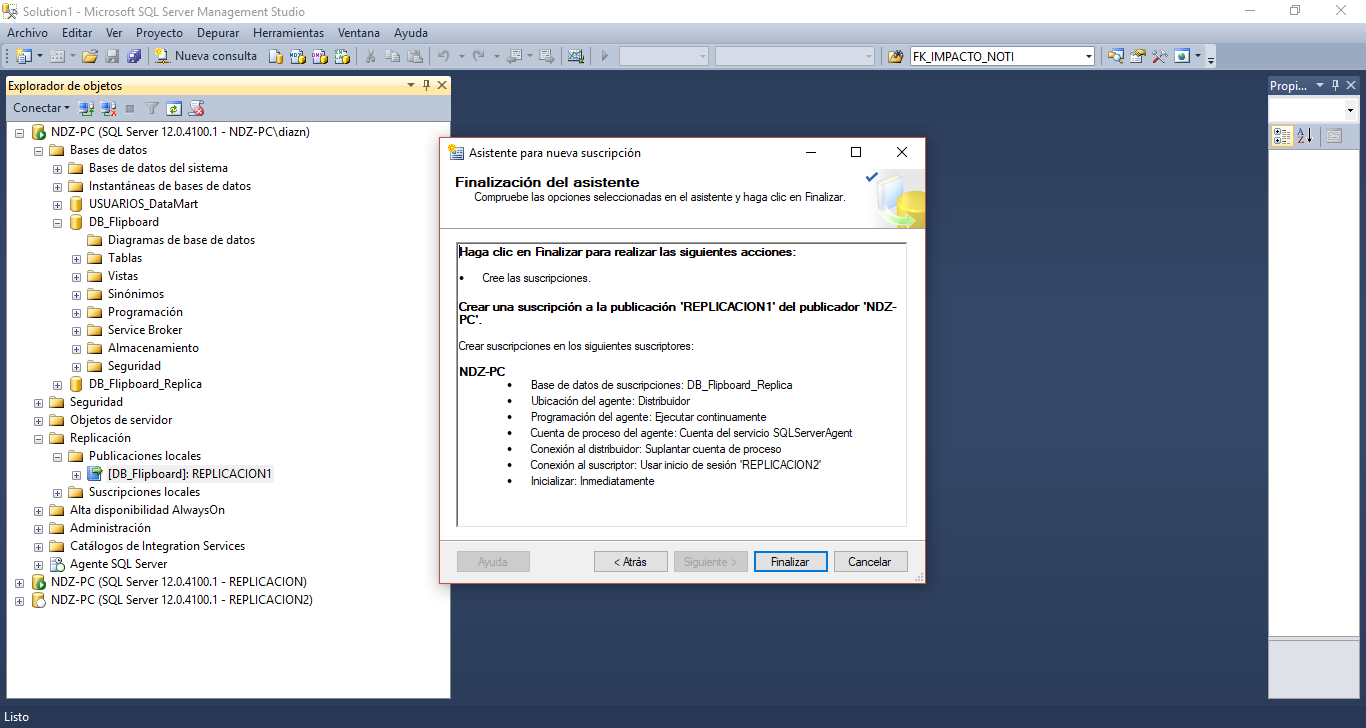 Solution1 - Microsoft SQL Server Management Studio
Archivo Editar Ver Proyecto Depurar Herramientas Ventana Ayuda
Nueva consulta FK_IMPACTO_NOTI
Explorador de objetos
Conectar
NDZ-PC (SQL Server 12.0.4100.1 - NDZ-PC\diazn)
Bases de datos
Bases de datos del sistema
Instantáneas de bases de datos
USUARIOS_DataMart
DB_Flipboard
Diagramas de base de datos
Tablas
Vistas
Sinónimos
Programación
Service Broker
Almacenamiento
Seguridad
DB_Flipboard_Replica
Seguridad
Objetos de servidor
Replicación
Publicaciones locales
[DB_Flipboard]: REPLICACION1
Suscripciones locales
Alta disponibilidad AlwaysOn
Administración
Catálogos de Integration Services
Agente SQL Server
NDZ-PC (SQL Server 12.0.4100.1 - REPLICACION)
NDZ-PC (SQL Server 12.0.4100.1 - REPLICACION2)
Asistente para nueva suscripción
Finalización del asistente
Compruebe las opciones seleccionadas en el asistente y haga clic en Finalizar.
Haga clic en Finalizar para realizar las siguientes acciones:
• Cree las suscripciones.
Crear una suscripción a la publicación 'REPLICACION1' del publicador 'NDZ-
PC'.
Crear suscripciones en los siguientes suscriptores:
NDZ-PC
• Base de datos de suscripciones: DB_Flipboard_Replica
• Ubicación del agente: Distribuidor
• Programación del agente: Ejecutar continuamente
• Cuenta de proceso del agente: Cuenta del servicio SQLServerAgent
• Conexión al distribuidor: Suplantar cuenta de proceso
• Conexión al suscriptor: Usar inicio de sesión 'REPLICACION2'
• Inicializar: Inmediatamente
Ayuda < Atrás Siguiente > Finalizar Cancelar
Propi...
Listo